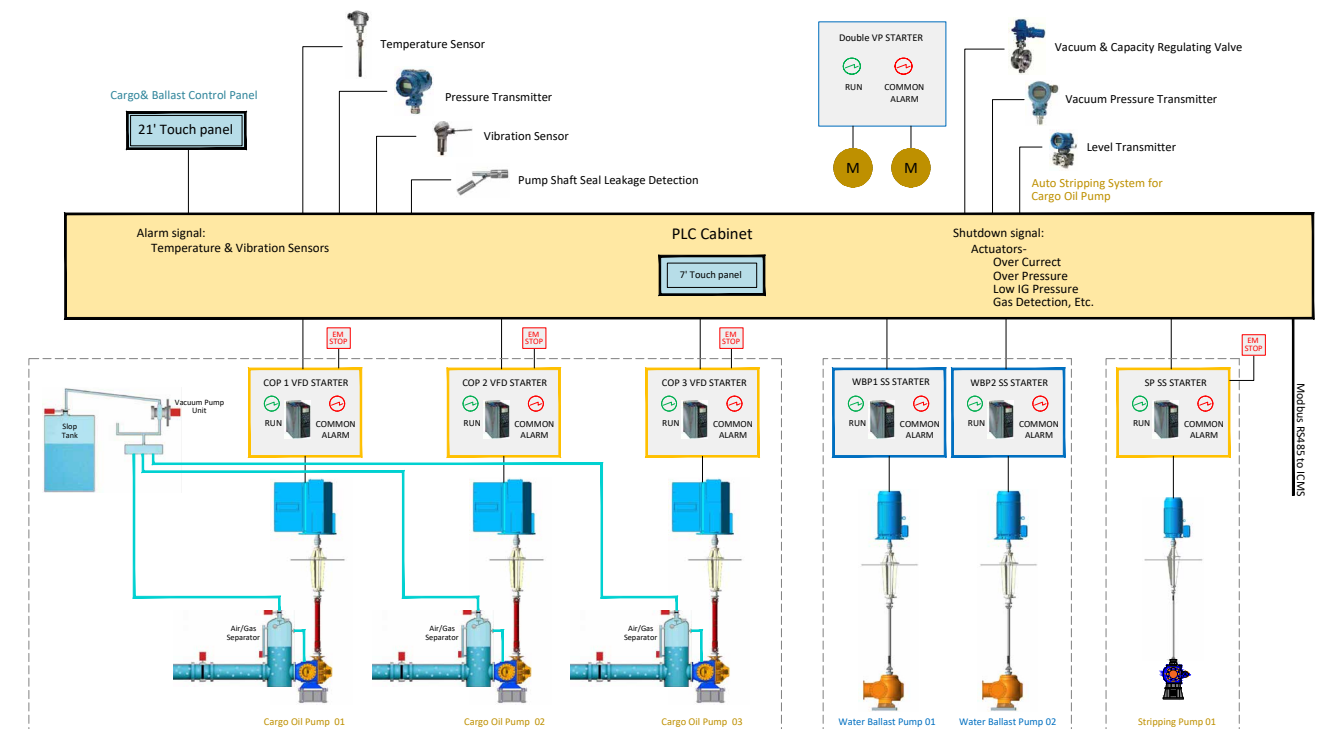 Temperature Sensor
Pressure Transmitter
Vibration Sensor
Pump Shaft Seal Leakage Detection
Cargo& Ballast Control Panel
21' Touch panel
Double VP STARTER
RUN
COMMON
ALARM
M
M
Vacuum & Capacity Regulating Valve
Vacuum Pressure Transmitter
Level Transmitter
Auto Stripping System for
Cargo Oil Pump
Alarm signal:
Temperature & Vibration Sensors
PLC Cabinet
7' Touch panel
Shutdown signal:
Actuators-
Over Currect
Over Pressure
Low IG Pressure
Gas Detection, Etc.
EM
STOP
EM
STOP
EM
STOP
EM
STOP
Modbus RS485 to ICMS
Slop
Tank
Vacuum Pump
Unit
COP 1 VFD STARTER
RUN
COMMON
ALARM
COP 2 VFD STARTER
RUN
COMMON
ALARM
COP 3 VFD STARTER
RUN
COMMON
ALARM
WBP1 SS STARTER
RUN
COMMON
ALARM
WBP2 SS STARTER
RUN
COMMON
ALARM
SP SS STARTER
RUN
COMMON
ALARM
Air/Gas
Separator
Air/Gas
Separator
Air/Gas
Separator
Cargo Oil Pump 01
Cargo Oil Pump 02
Cargo Oil Pump 03
Water Ballast Pump 01
Water Ballast Pump 02
Stripping Pump 01